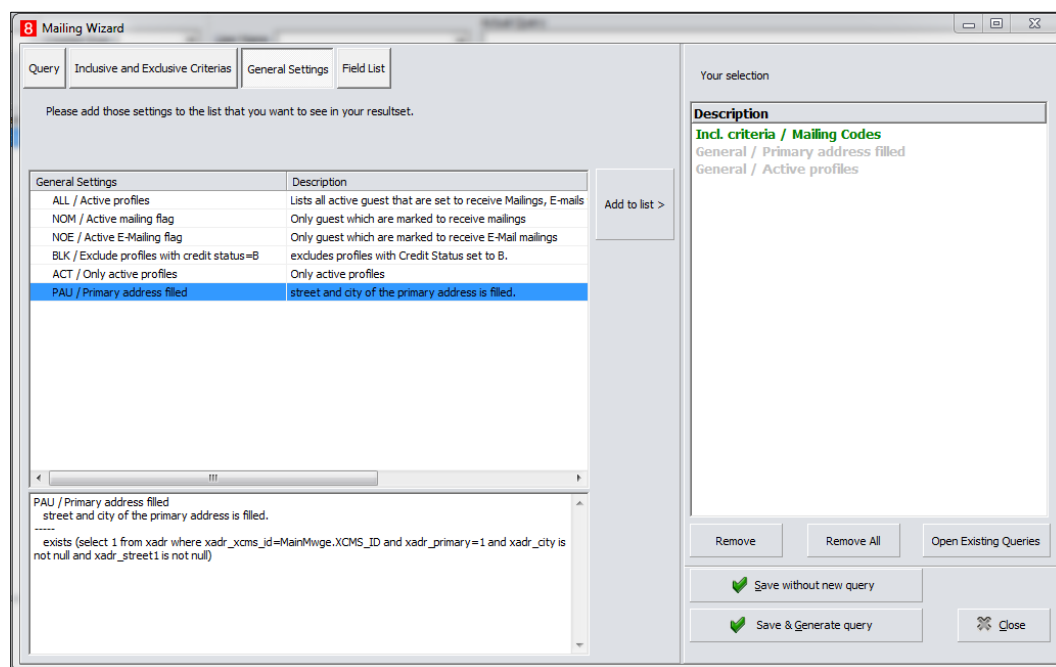 8 Mailing Wizard
Query
Inclusive and Exclusive Criterias
General Settings
Field List
Please add those settings to the list that you want to see in your resultset.
General Settings Description
ALL / Active profiles Lists all active guest that are set to receive Mailings, E-mails
NOM / Active mailing flag Only guest which are marked to receive mailings
NOE / Active E-Mailing flag Only guest which are marked to receive E-Mail mailings
BLK / Exclude profiles with credit status=B excludes profiles with Credit Status set to B.
ACT / Only active profiles Only active profiles
PAU / Primary address filled street and city of the primary address is filled.
Add to list >
PAU / Primary address filled
street and city of the primary address is filled.
-----
exists (select 1 from xadr where xadr_xcms_id=MainMwge.XCMS_ID and xadr_primary=1 and xadr_city is
not null and xadr_street1 is not null)
Your selection
Description
Incl. criteria / Mailing Codes
General / Primary address filled
General / Active profiles
Remove
Remove All
Open Existing Queries
Save without new query
Save & Generate query
Close